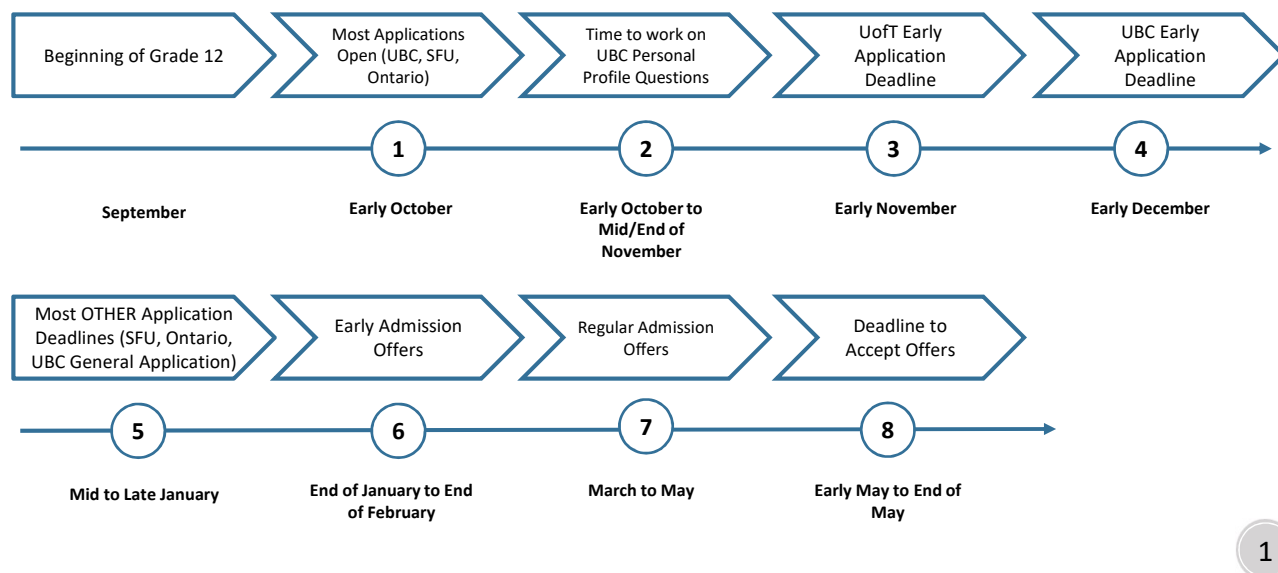 Beginning of Grade 12
Most Applications
Open (UBC, SFU,
Ontario)
Time to work on
UBC Personal
Profile Questions
UofT Early
Application
Deadline
UBC Early
Application
Deadline
1
2
3
4
September
Early October
Early October to
Mid/End of
November
Early November
Early December
Most OTHER Application
Deadlines (SFU, Ontario,
UBC General Application)
Early Admission
Offers
Regular Admission
Offers
Deadline to
Accept Offers
5
6
7
8
Mid to Late January
End of January to End
of February
March to May
Early May to End of
May
1